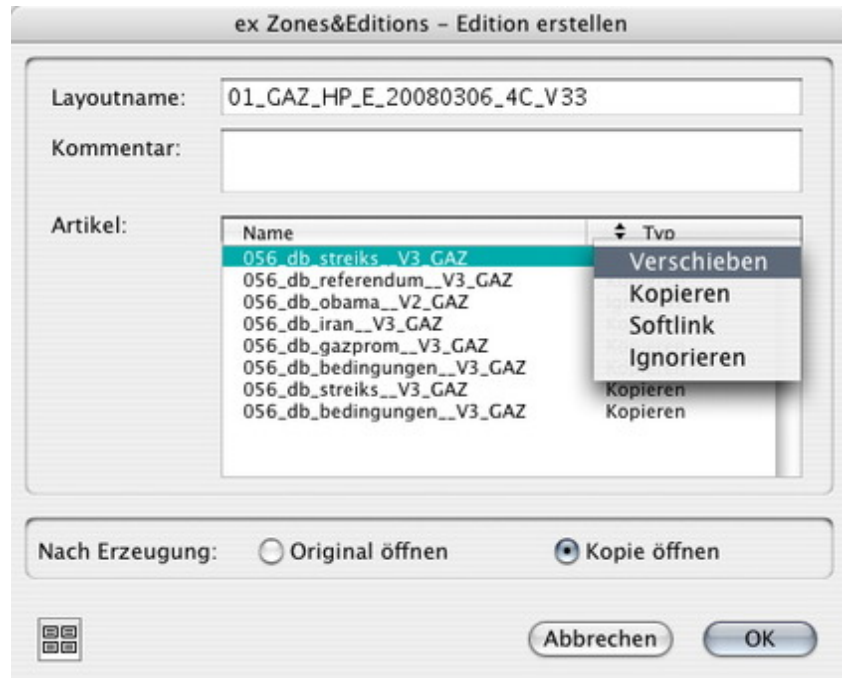 ex Zones&Editions – Edition erstellen
Layoutname: 01_GAZ_HP_E_20080306_4C_V33
Kommentar:
Artikel:
Name Typ
056_db_streiks__V3_GAZ Verschieben
056_db_referendum__V3_GAZ
056_db_obama__V2_GAZ Kopieren
056_db_iran__V3_GAZ Softlink
056_db_gazprom__V3_GAZ
056_db_bedingungen__V3_GAZ Ignorieren
056_db_streiks__V3_GAZ Kopieren
056_db_bedingungen__V3_GAZ Kopieren
Nach Erzeugung: Original öffnen Kopie öffnen
Abbrechen OK